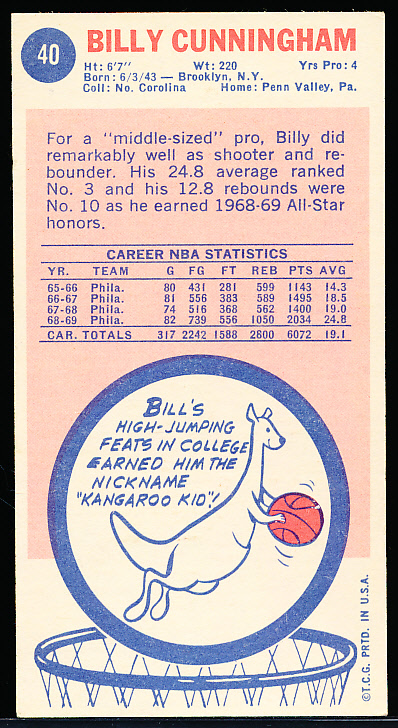 40
BILLY CUNNINGHAM
Ht: 6'7" Wt: 220 Yrs Pro: 4
Born: 6/3/43 — Brooklyn, N.Y.
Coll: No. Corolina Home: Penn Valley, Pa.
For a "middle-sized" pro, Billy did
remarkably well as shooter and re-
bounder. His 24.8 average ranked
No. 3 and his 12.8 rebounds were
No. 10 as he earned 1968-69 All-Star
honors.
CAREER NBA STATISTICS
YR. TEAM G FG FT REB PTS AVG
65-66 Phila. 80 431 281 599 1143 14.3
66-67 Phila. 81 556 383 589 1495 18.5
67-68 Phila. 74 516 368 562 1400 19.0
68-69 Phila. 82 739 556 1050 2034 24.8
CAR. TOTALS 317 2242 1588 2800 6072 19.1
BILL'S
HIGH-JUMPING
FEATS IN COLLEGE
EARNED HIM THE
NICKNAME
"KANGAROO KID"!
©T.C.G. PRTD. IN U.S.A.